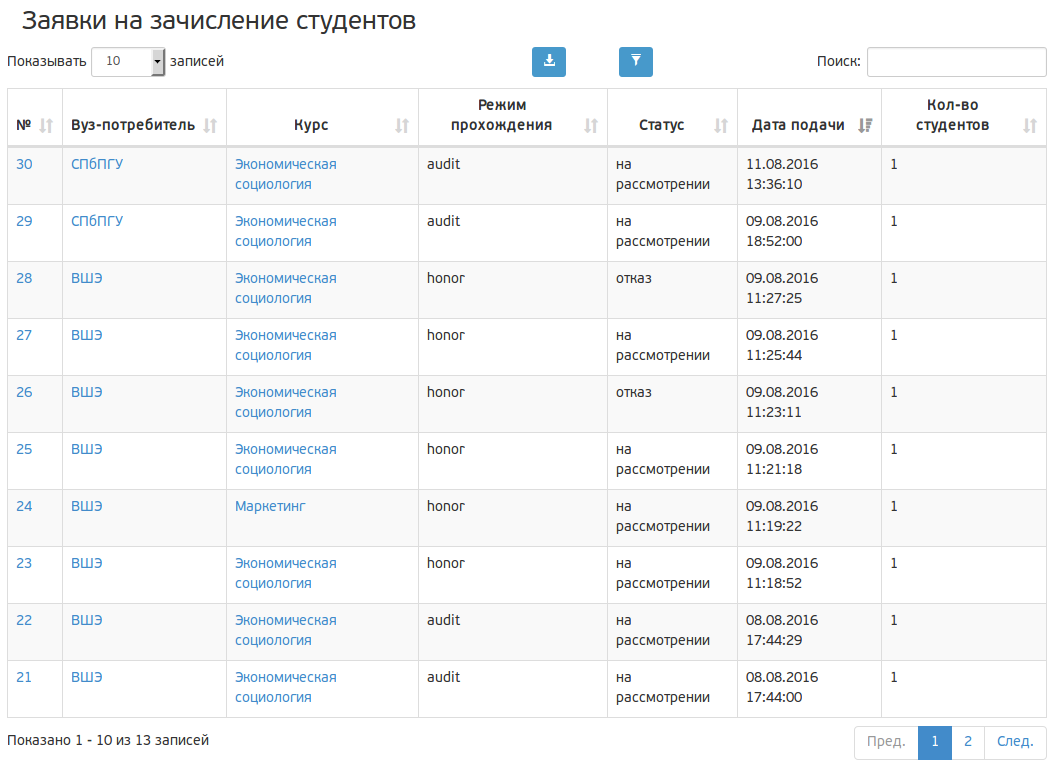 Заявки на зачисление студентов
Показывать 10 записей Поиск:
№ Вуз-потребитель Курс Режим прохождения Статус Дата подачи Кол-во студентов
30 СПбПГУ Экономическая audit на 11.08.2016 1
социология рассмотрении 13:36:10
29 СПбПГУ Экономическая audit на 09.08.2016 1
социология рассмотрении 18:52:00
28 ВШЭ Экономическая honor отказ 09.08.2016 1
социология 11:27:25
27 ВШЭ Экономическая honor на 09.08.2016 1
социология рассмотрении 11:25:44
26 ВШЭ Экономическая honor отказ 09.08.2016 1
социология 11:23:11
25 ВШЭ Экономическая honor на 09.08.2016 1
социология рассмотрении 11:21:18
24 ВШЭ Маркетинг honor на 09.08.2016 1
рассмотрении 11:19:22
23 ВШЭ Экономическая honor на 09.08.2016 1
социология рассмотрении 11:18:52
22 ВШЭ Экономическая audit на 08.08.2016 1
социология рассмотрении 17:44:29
21 ВШЭ Экономическая audit на 08.08.2016 1
социология рассмотрении 17:44:00
Показано 1 - 10 из 13 записей Пред. 1 2 След.